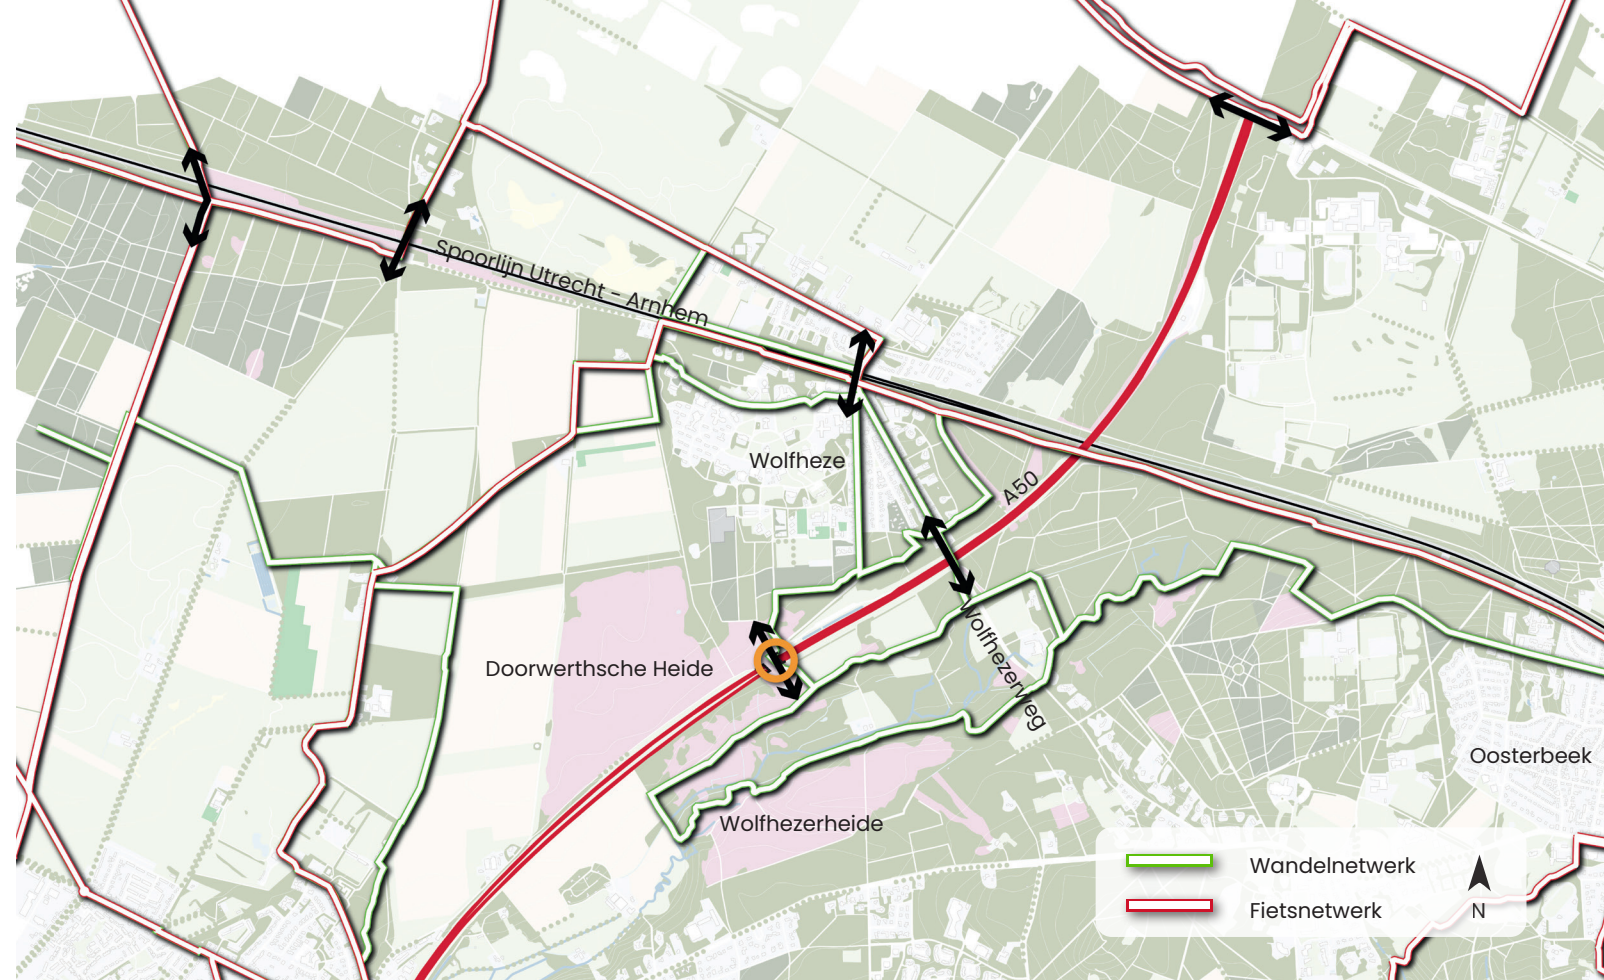 Spoorlijn Utrecht - Arnhem
Wolfheze
A50
Doorwerthsche Heide
Wolfhezerweg
Oosterbeek
Wolfhezerheide
Wandelnetwerk
Fietsnetwerk
N